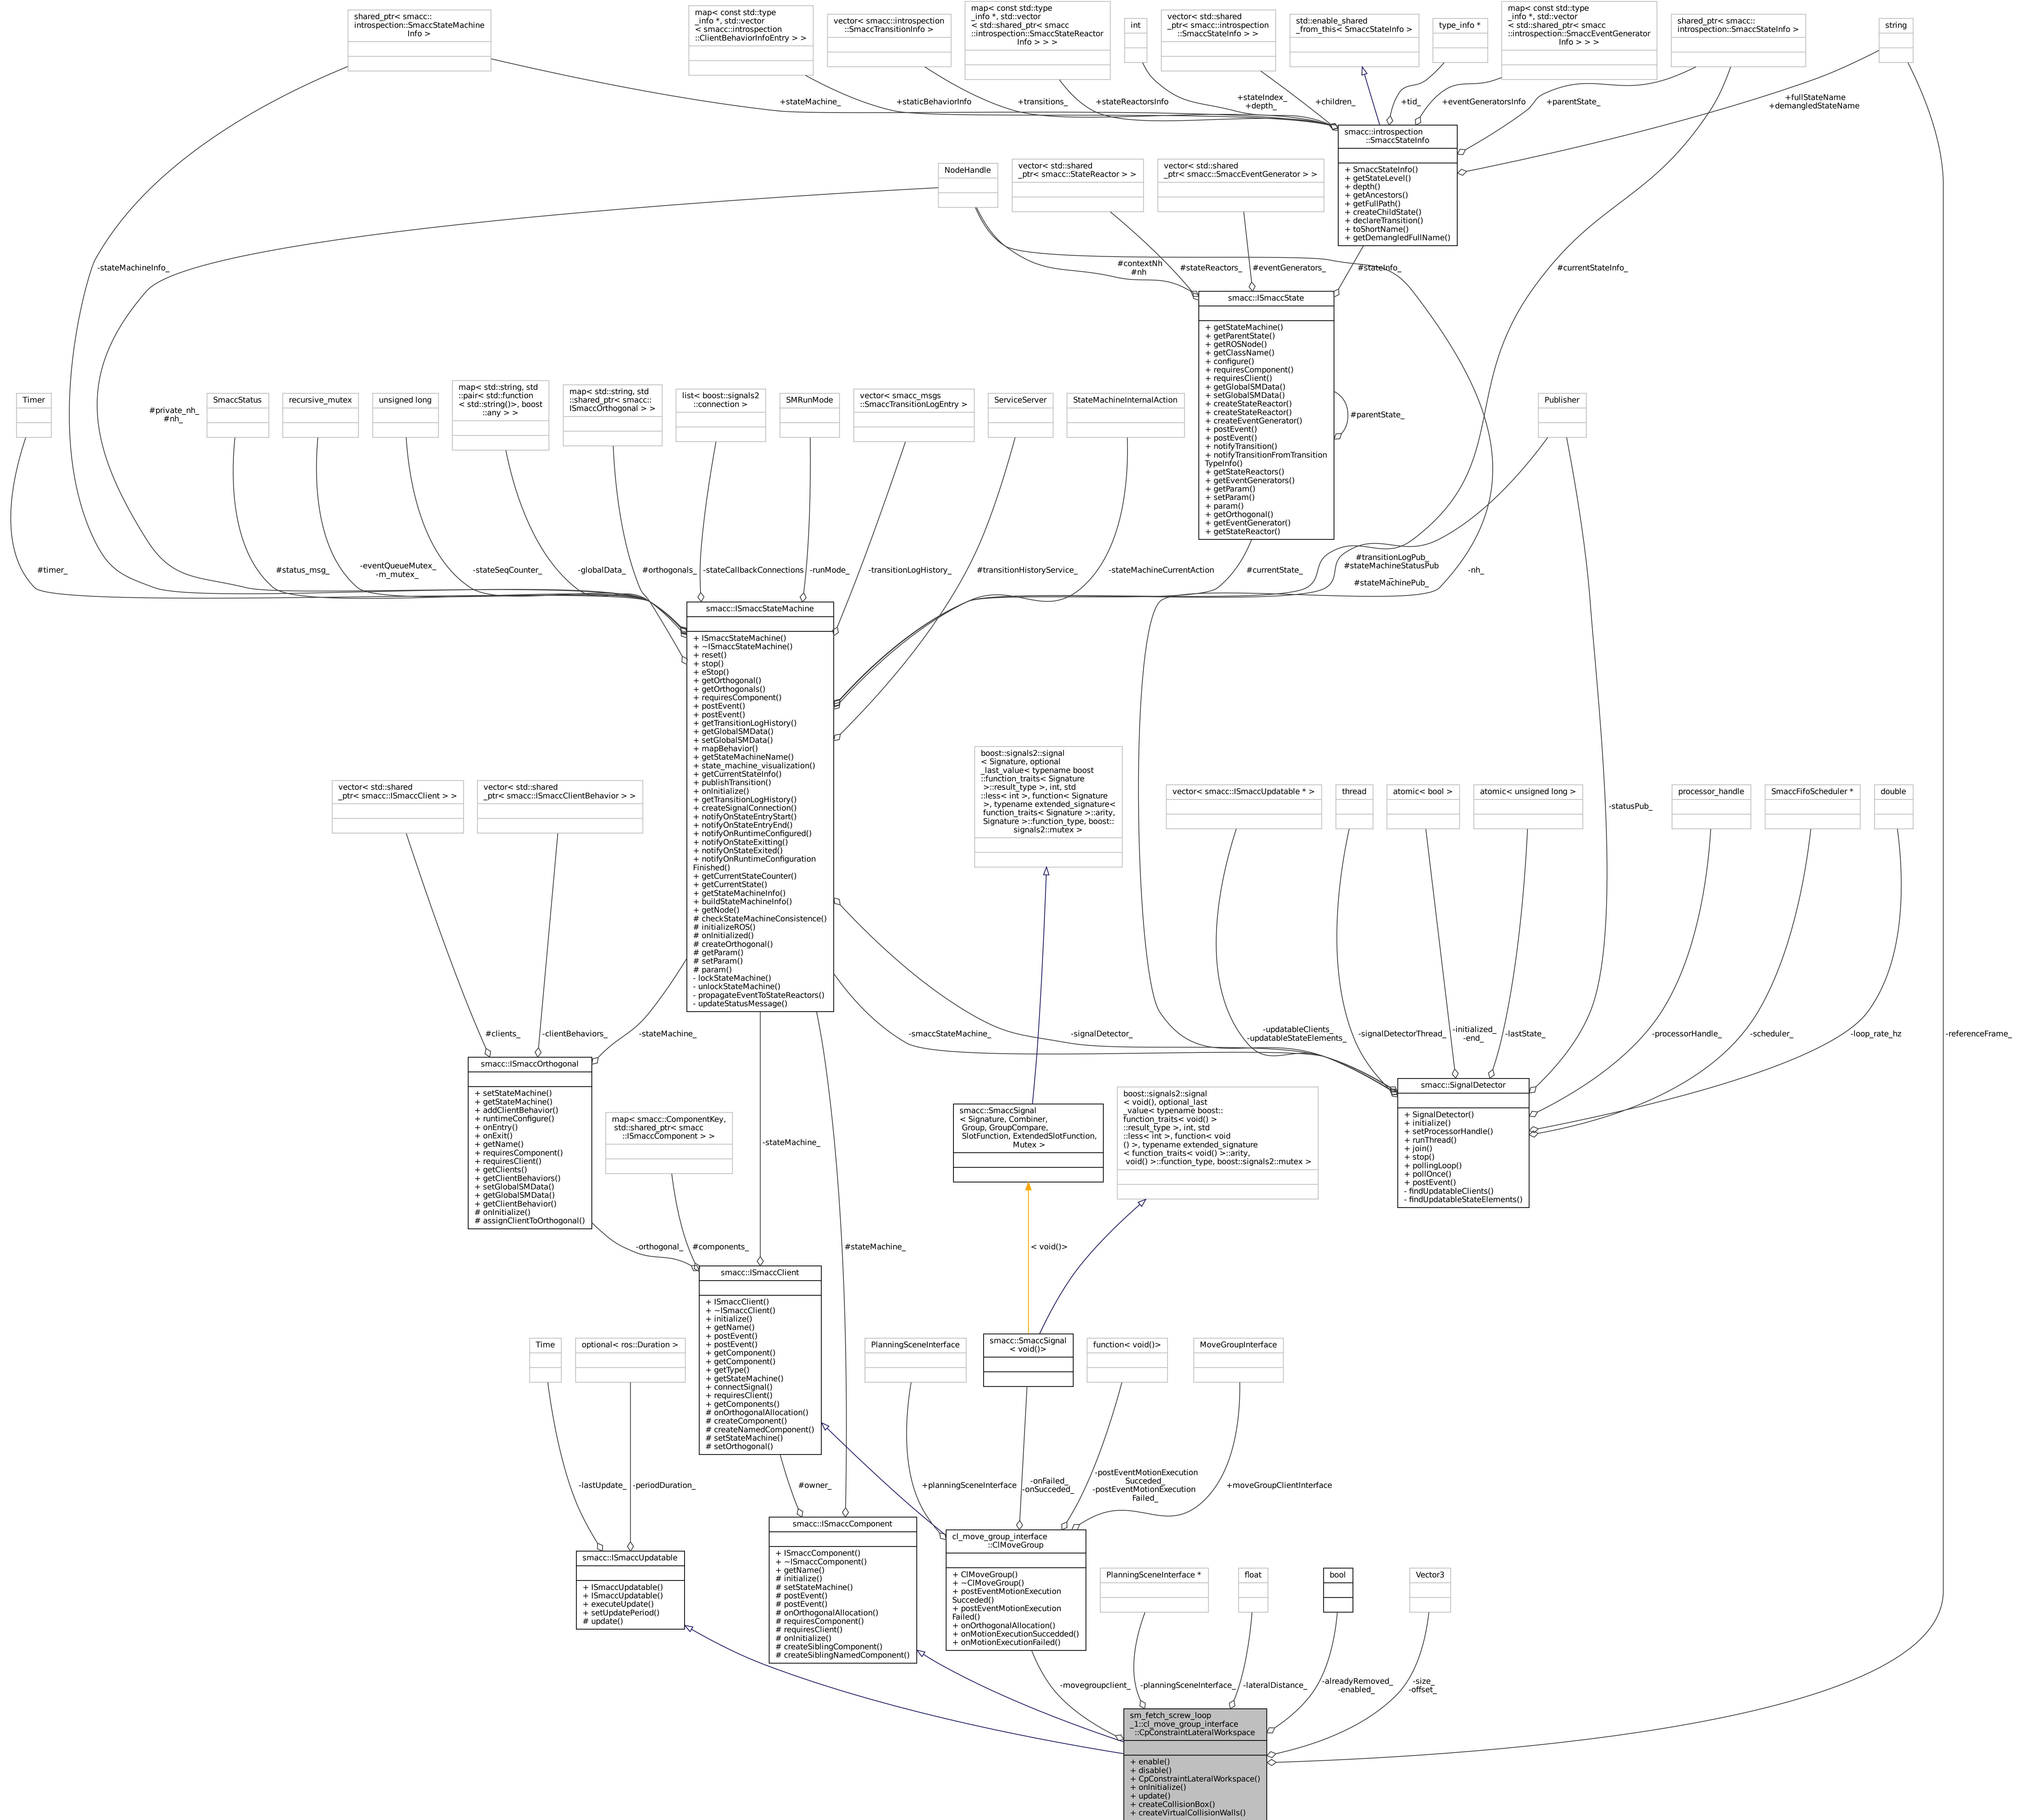 shared_ptr< smacc::
introspection::SmaccStateMachine
Info >
map< const std::type
_info *, std::vector
< smacc::introspection
::ClientBehaviorInfoEntry > >
vector< smacc::introspection
::SmaccTransitionInfo >
map< const std::type
_info *, std::vector
< std::shared_ptr< smacc
::introspection::SmaccStateReactor
Info > > >
int
vector< std::shared
_ptr< smacc::introspection
::SmaccStateInfo > >
std::enable_shared
_from_this< SmaccStateInfo >
type_info *
map< const std::type
_info *, std::vector
< std::shared_ptr< smacc
::introspection::SmaccEventGenerator
Info > > >
shared_ptr< smacc::
introspection::SmaccStateInfo >
string
+stateMachine_
+staticBehaviorInfo
+transitions_
+stateReactorsInfo
+stateIndex_
+depth_
+children_
+tid_
+eventGeneratorsInfo
+parentState_
+fullStateName
+demangledStateName
smacc::introspection
::SmaccStateInfo
+ SmaccStateInfo()
+ getStateLevel()
+ depth()
+ getAncestors()
+ getFullPath()
+ createChildState()
+ declareTransition()
+ toShortName()
+ getDemangledFullName()
NodeHandle
vector< std::shared
_ptr< smacc::StateReactor > >
vector< std::shared
_ptr< smacc::SmaccEventGenerator > >
-stateMachineInfo_
#contextNh
#nh
#stateReactors_
#eventGenerators_
#stateInfo_
#currentStateInfo_
smacc::ISmaccState
+ getStateMachine()
+ getParentState()
+ getROSNode()
+ getClassName()
+ configure()
+ requiresComponent()
+ requiresClient()
+ getGlobalSMData()
+ setGlobalSMData()
+ createStateReactor()
+ createStateReactor()
+ createEventGenerator()
+ postEvent()
+ postEvent()
+ notifyTransition()
+ notifyTransitionFromTransition
TypeInfo()
+ getStateReactors()
+ getEventGenerators()
+ getParam()
+ setParam()
+ param()
+ getOrthogonal()
+ getEventGenerator()
+ getStateReactor()
#parentState_
Timer
#private_nh_
#nh_
SmaccStatus
recursive_mutex
unsigned long
map< std::string, std
::pair< std::function
< std::string()>, boost
::any > >
map< std::string, std
::shared_ptr< smacc::
ISmaccOrthogonal > >
list< boost::signals2
::connection >
SMRunMode
vector< smacc_msgs
::SmaccTransitionLogEntry >
ServiceServer
StateMachineInternalAction
Publisher
#timer_
#status_msg_
-eventQueueMutex_
-m_mutex_
-stateSeqCounter_
-globalData_
#orthogonals_
-stateCallbackConnections
-runMode_
-transitionLogHistory_
#transitionHistoryService_
-stateMachineCurrentAction
#currentState_
#transitionLogPub_
#stateMachineStatusPub
_
#stateMachinePub_
-nh_
smacc::ISmaccStateMachine
+ ISmaccStateMachine()
+ ~ISmaccStateMachine()
+ reset()
+ stop()
+ eStop()
+ getOrthogonal()
+ getOrthogonals()
+ requiresComponent()
+ postEvent()
+ postEvent()
+ getTransitionLogHistory()
+ getGlobalSMData()
+ setGlobalSMData()
+ mapBehavior()
+ getStateMachineName()
+ state_machine_visualization()
+ getCurrentStateInfo()
+ publishTransition()
+ onInitialize()
+ getTransitionLogHistory()
+ createSignalConnection()
+ notifyOnStateEntryStart()
+ notifyOnStateEntryEnd()
+ notifyOnRuntimeConfigured()
+ notifyOnStateExitting()
+ notifyOnStateExited()
+ notifyOnRuntimeConfiguration
Finished()
+ getCurrentStateCounter()
+ getCurrentState()
+ getStateMachineInfo()
+ buildStateMachineInfo()
+ getNode()
# checkStateMachineConsistence()
# initializeROS()
# onInitialized()
# createOrthogonal()
# getParam()
# setParam()
# param()
- lockStateMachine()
- unlockStateMachine()
- propagateEventToStateReactors()
- updateStatusMessage()
vector< std::shared
_ptr< smacc::ISmaccClient > >
vector< std::shared
_ptr< smacc::ISmaccClientBehavior > >
boost::signals2::signal
< Signature, optional
_last_value< typename boost
::function_traits< Signature
>::result_type >, int, std
::less< int >, function< Signature
>, typename extended_signature<
function_traits< Signature >::arity,
Signature >::function_type, boost::
signals2::mutex >
vector< smacc::ISmaccUpdatable * >
thread
atomic< bool >
atomic< unsigned long >
-statusPub_
processor_handle
SmaccFifoScheduler *
double
#clients_
-clientBehaviors_
-stateMachine_
-smaccStateMachine_
-signalDetector_
-updatableClients_
-updatableStateElements_
-signalDetectorThread_
-initialized_
-end_
-lastState_
-processorHandle_
-scheduler_
-loop_rate_hz
-referenceFrame_
smacc::ISmaccOrthogonal
+ setStateMachine()
+ getStateMachine()
+ addClientBehavior()
+ runtimeConfigure()
+ onEntry()
+ onExit()
+ getName()
+ requiresComponent()
+ requiresClient()
+ getClients()
+ getClientBehaviors()
+ setGlobalSMData()
+ getGlobalSMData()
+ getClientBehavior()
# onInitialize()
# assignClientToOrthogonal()
map< smacc::ComponentKey,
std::shared_ptr< smacc
::ISmaccComponent > >
-stateMachine_
smacc::SmaccSignal
< Signature, Combiner,
Group, GroupCompare,
SlotFunction, ExtendedSlotFunction,
Mutex >
boost::signals2::signal
< void(), optional_last
_value< typename boost::
function_traits< void() >
::result_type >, int, std
::less< int >, function< void
() >, typename extended_signature
< function_traits< void() >::arity,
void() >::function_type, boost::signals2::mutex >
smacc::SignalDetector
+ SignalDetector()
+ initialize()
+ setProcessorHandle()
+ runThread()
+ join()
+ stop()
+ pollingLoop()
+ pollOnce()
+ postEvent()
- findUpdatableClients()
- findUpdatableStateElements()
-orthogonal_
#components_
#stateMachine_
< void()>
smacc::ISmaccClient
+ ISmaccClient()
+ ~ISmaccClient()
+ initialize()
+ getName()
+ postEvent()
+ postEvent()
+ getComponent()
+ getComponent()
+ getType()
+ getStateMachine()
+ connectSignal()
+ requiresClient()
+ getComponents()
# onOrthogonalAllocation()
# createComponent()
# createNamedComponent()
# setStateMachine()
# setOrthogonal()
Time
optional< ros::Duration >
PlanningSceneInterface
smacc::SmaccSignal
< void()>
function< void()>
MoveGroupInterface
-lastUpdate_
-periodDuration_
#owner_
+planningSceneInterface
-onFailed_
-onSucceded_
-postEventMotionExecution
Succeded_
-postEventMotionExecution
Failed_
+moveGroupClientInterface
smacc::ISmaccUpdatable
+ ISmaccUpdatable()
+ ISmaccUpdatable()
+ executeUpdate()
+ setUpdatePeriod()
# update()
smacc::ISmaccComponent
+ ISmaccComponent()
+ ~ISmaccComponent()
+ getName()
# initialize()
# setStateMachine()
# postEvent()
# postEvent()
# onOrthogonalAllocation()
# requiresComponent()
# requiresClient()
# onInitialize()
# createSiblingComponent()
# createSiblingNamedComponent()
cl_move_group_interface
::ClMoveGroup
+ ClMoveGroup()
+ ~ClMoveGroup()
+ postEventMotionExecution
Succeded()
+ postEventMotionExecution
Failed()
+ onOrthogonalAllocation()
+ onMotionExecutionSuccedded()
+ onMotionExecutionFailed()
PlanningSceneInterface *
float
bool
Vector3
-movegroupclient_
-planningSceneInterface_
-lateralDistance_
-alreadyRemoved_
-enabled_
-size_
-offset_
sm_fetch_screw_loop
_1::cl_move_group_interface
::CpConstraintLateralWorkspace
+ enable()
+ disable()
+ CpConstraintLateralWorkspace()
+ onInitialize()
+ update()
+ createCollisionBox()
+ createVirtualCollisionWalls()